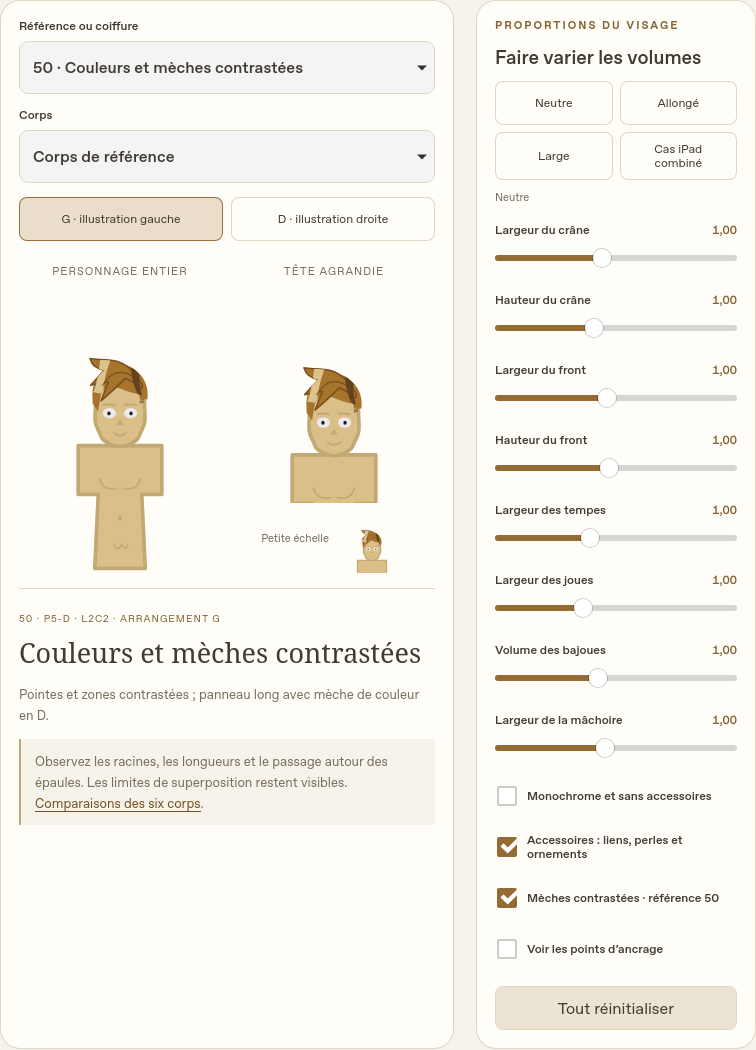 Référence ou coiffure
50 · Couleurs et mèches contrastées
Corps
Corps de référence
G · illustration gauche
D · illustration droite
PERSONNAGE ENTIER
TÊTE AGRANDIE
Petite échelle
50 · P5-D · L2C2 · ARRANGEMENT G
Couleurs et mèches contrastées
Pointes et zones contrastées ; panneau long avec mèche de couleur
en D.
Observez les racines, les longueurs et le passage autour des
épaules. Les limites de superposition restent visibles.
Comparaisons des six corps.
PROPORTIONS DU VISAGE
Faire varier les volumes
Neutre
Allongé
Large
Cas iPad
combiné
Neutre
Largeur du crâne 1,00
Hauteur du crâne 1,00
Largeur du front 1,00
Hauteur du front 1,00
Largeur des tempes 1,00
Largeur des joues 1,00
Volume des bajoues 1,00
Largeur de la mâchoire 1,00
Monochrome et sans accessoires
Accessoires : liens, perles et
ornements
Mèches contrastées · référence 50
Voir les points d’ancrage
Tout réinitialiser